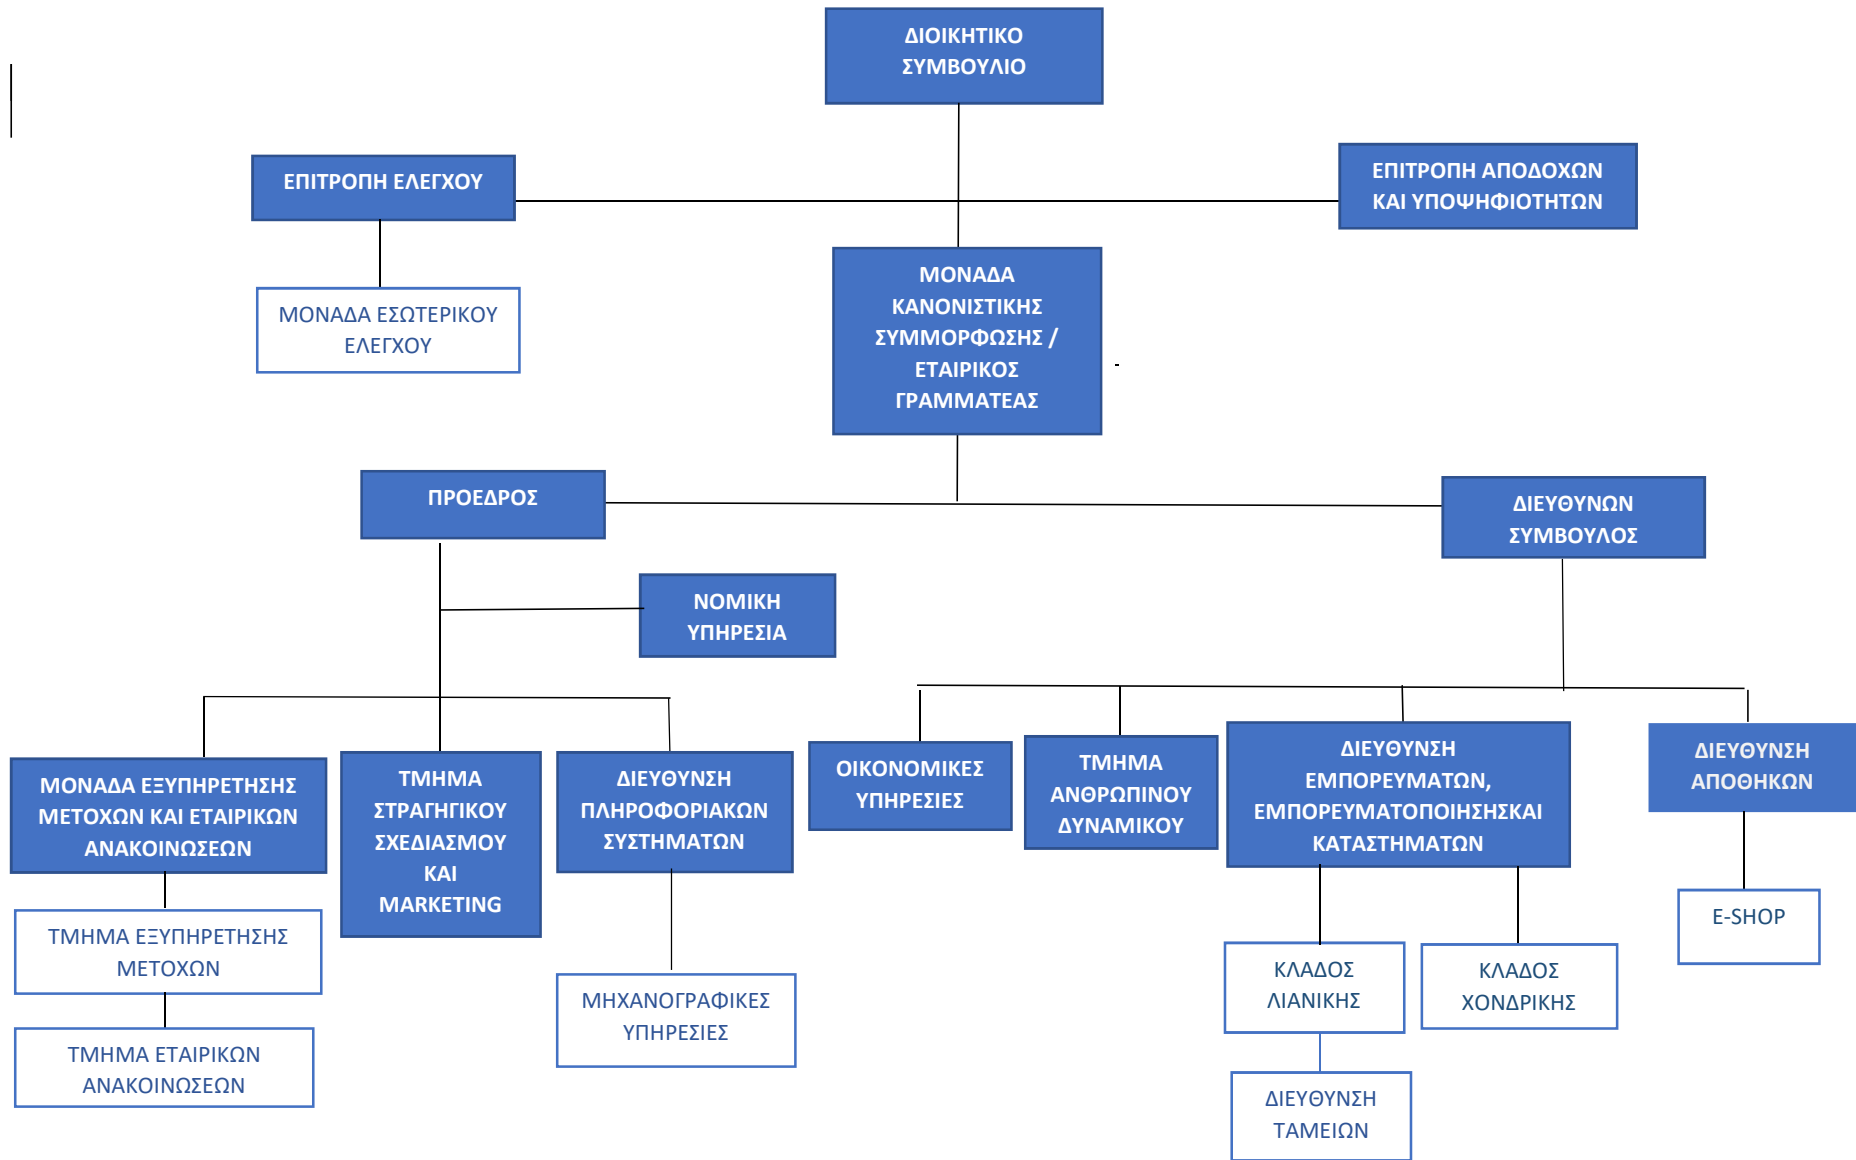 ΔΙΟΙΚΗΤΙΚΟ
ΣΥΜΒΟΥΛΙΟ
ΕΠΙΤΡΟΠΗ ΕΛΕΓΧΟΥ
ΕΠΙΤΡΟΠΗ ΑΠΟΔΟΧΩΝ
ΚΑΙ ΥΠΟΨΗΦΙΟΤΗΤΩΝ
ΜΟΝΑΔΑ ΕΣΩΤΕΡΙΚΟΥ
ΕΛΕΓΧΟΥ
ΜΟΝΑΔΑ
ΚΑΝΟΝΙΣΤΙΚΗΣ
ΣΥΜΜΟΡΦΩΣΗΣ /
ΕΤΑΙΡΙΚΟΣ
ΓΡΑΜΜΑΤΕΑΣ
ΠΡΟΕΔΡΟΣ
ΔΙΕΥΘΥΝΩΝ
ΣΥΜΒΟΥΛΟΣ
ΝΟΜΙΚΗ
ΥΠΗΡΕΣΙΑ
ΜΟΝΑΔΑ ΕΞΥΠΗΡΕΤΗΣΗΣ
ΜΕΤΟΧΩΝ ΚΑΙ ΕΤΑΙΡΙΚΩΝ
ΑΝΑΚΟΙΝΩΣΕΩΝ
ΤΜΗΜΑ
ΣΤΡΑΓΗΓΙΚΟΥ
ΣΧΕΔΙΑΣΜΟΥ
ΚΑΙ
MARKETING
ΔΙΕΥΘΥΝΣΗ
ΠΛΗΡΟΦΟΡΙΑΚΩΝ
ΣΥΣΤΗΜΑΤΩΝ
ΟΙΚΟΝΟΜΙΚΕΣ
ΥΠΗΡΕΣΙΕΣ
ΤΜΗΜΑ
ΑΝΘΡΩΠΙΝΟΥ
ΔΥΝΑΜΙΚΟΥ
ΔΙΕΥΘΥΝΣΗ
ΕΜΠΟΡΕΥΜΑΤΩΝ,
ΕΜΠΟΡΕΥΜΑΤΟΠΟΙΗΣΗΣΚΑΙ
ΚΑΤΑΣΤΗΜΑΤΩΝ
ΔΙΕΥΘΥΝΣΗ
ΑΠΟΘΗΚΩΝ
ΤΜΗΜΑ ΕΞΥΠΗΡΕΤΗΣΗΣ
ΜΕΤΟΧΩΝ
ΤΜΗΜΑ ΕΤΑΙΡΙΚΩΝ
ΑΝΑΚΟΙΝΩΣΕΩΝ
ΜΗΧΑΝΟΓΡΑΦΙΚΕΣ
ΥΠΗΡΕΣΙΕΣ
ΚΛΑΔΟΣ
ΛΙΑΝΙΚΗΣ
ΚΛΑΔΟΣ
ΧΟΝΔΡΙΚΗΣ
E-SHOP
ΔΙΕΥΘΥΝΣΗ
ΤΑΜΕΙΩΝ